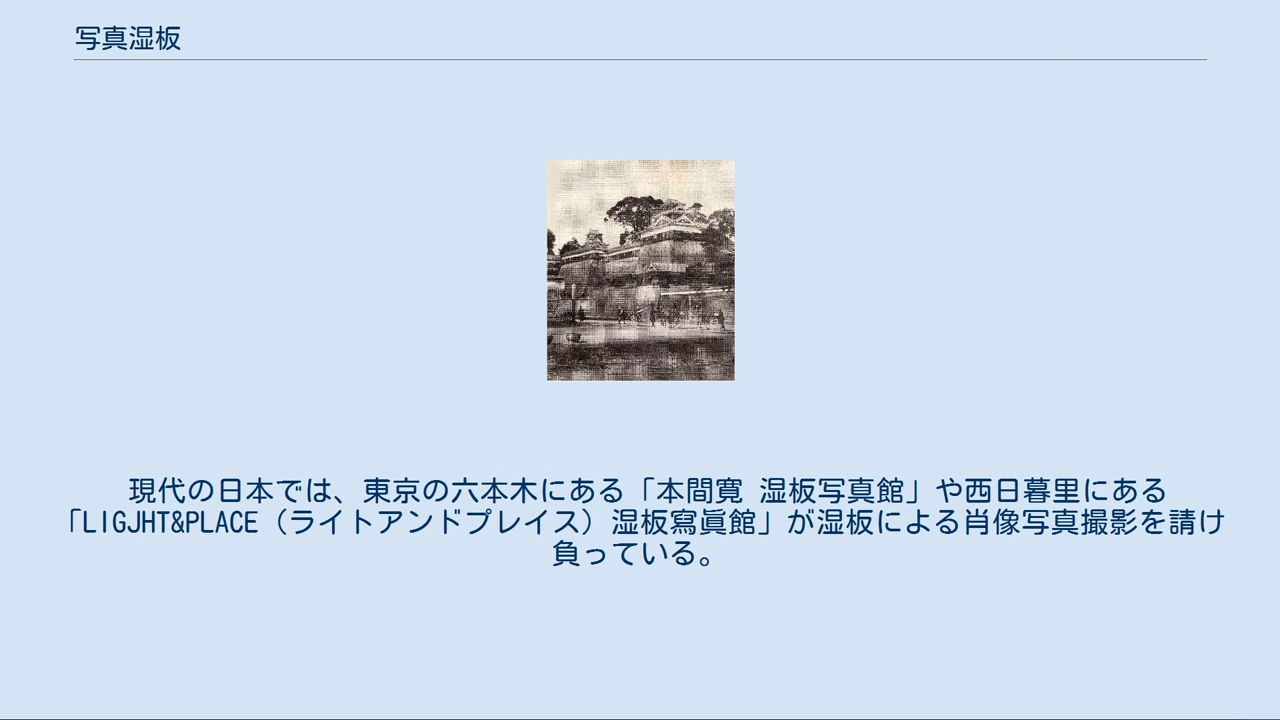 写真湿板
現代の日本では、東京の六本木にある「本間寛 湿板写真館」や西日暮里にある
「LIGJHT&PLACE（ライトアンドプレイス）湿板寫眞館」が湿板による肖像写真撮影を請け
負っている。